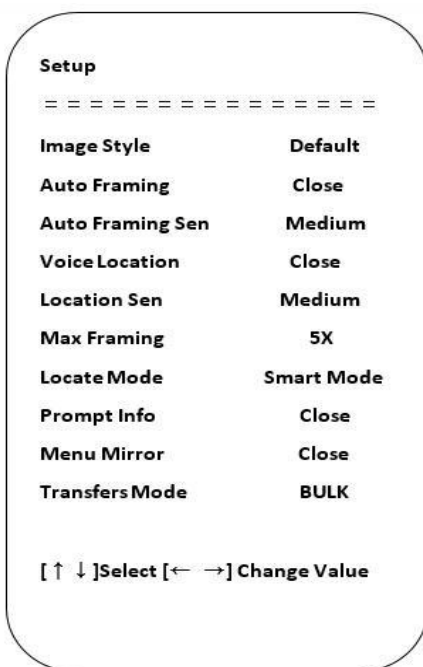 Setup
= = = = = = = = = = = = = = =
Image Style Default
Auto Framing Close
Auto Framing Sen Medium
Voice Location Close
Location Sen Medium
Max Framing 5X
Locate Mode Smart Mode
Prompt Info Close
Menu Mirror Close
Transfers Mode BULK
[ ↑ ↓ ]Select [← →] Change Value